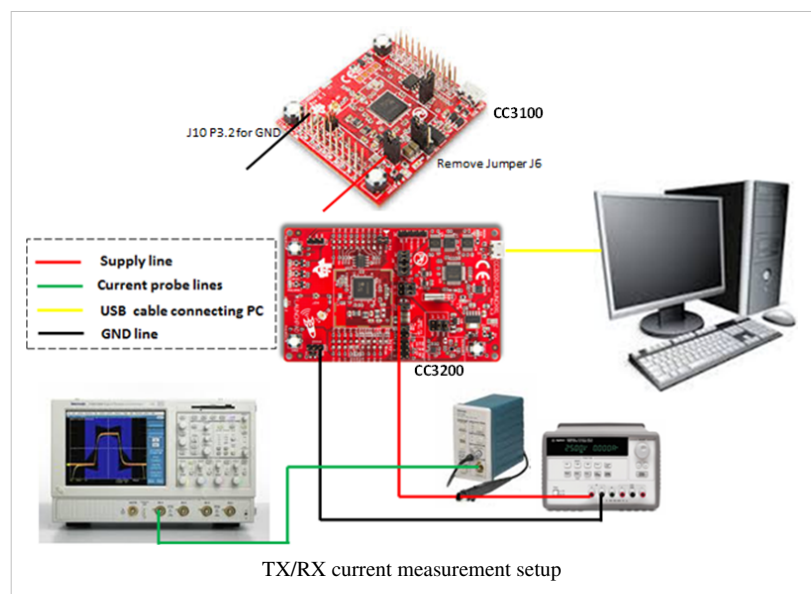 CC3100
J10 P3.2 for GND
Remove Jumper J6
Supply line
Current probe lines
USB cable connecting PC
GND line
CC3200
TX/RX current measurement setup